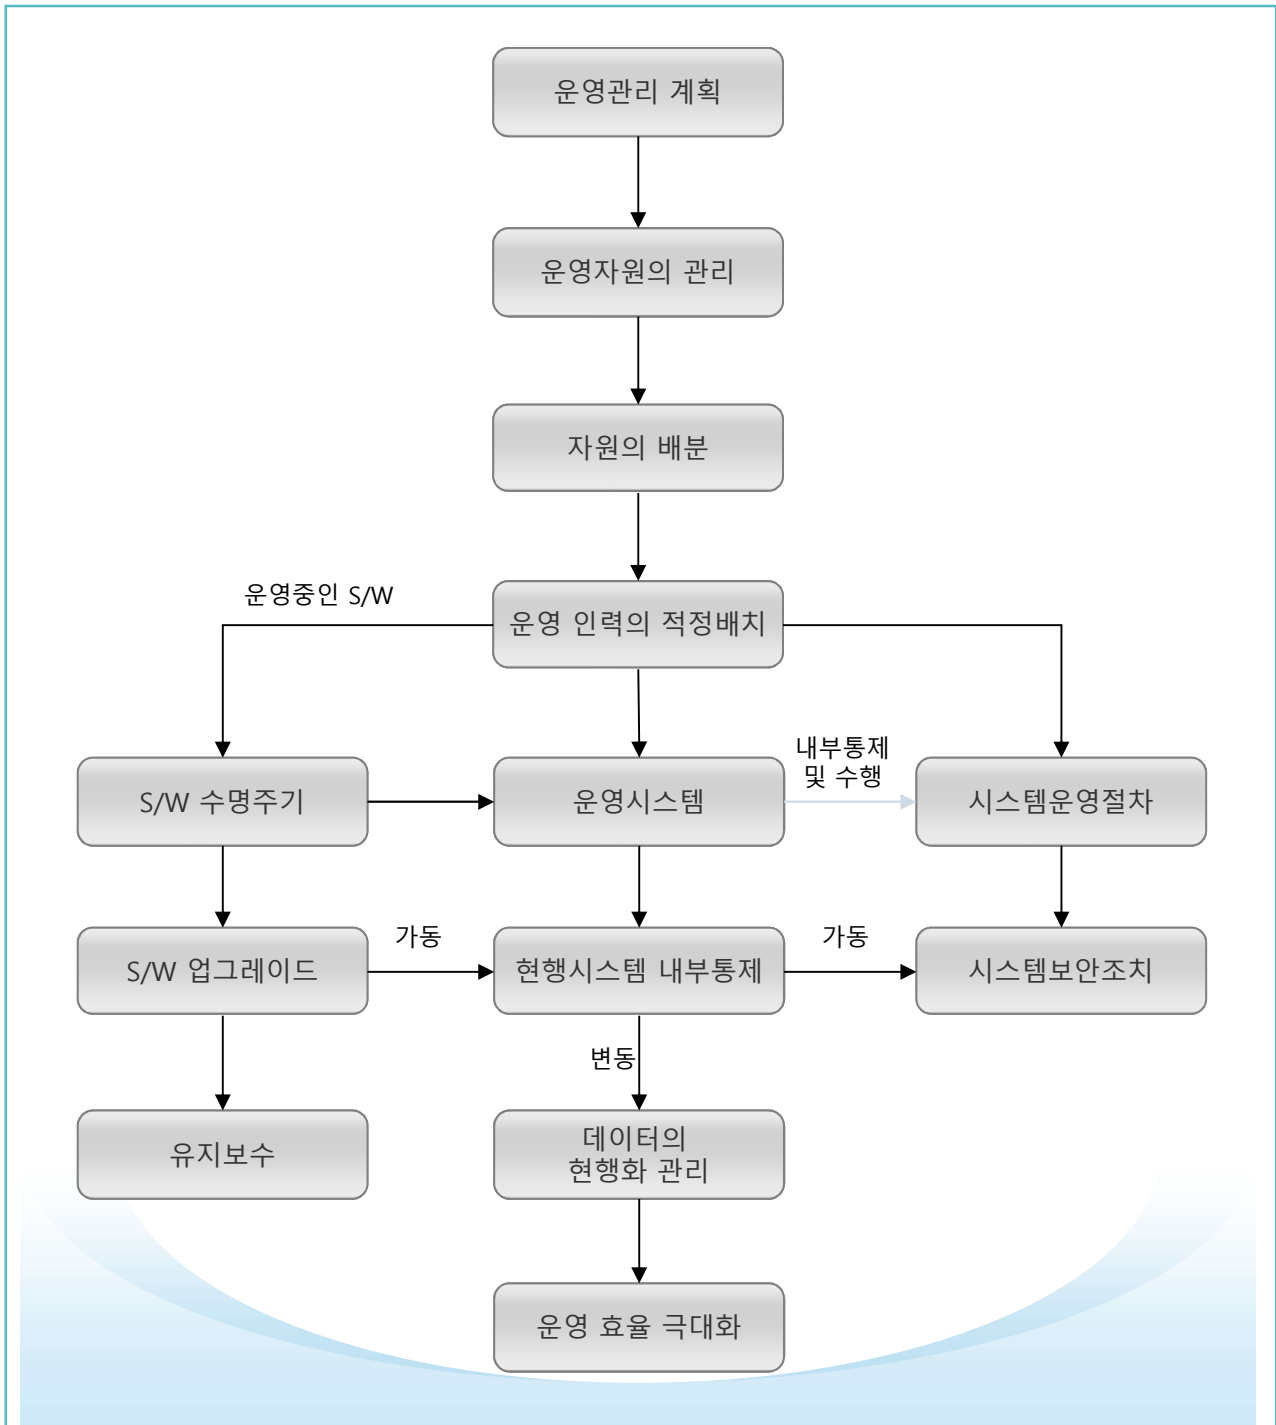 운영관리 계획
운영자원의 관리
자원의 배분
운영중인 S/W
운영 인력의 적정배치
내부통제
및 수행
S/W 수명주기
운영시스템
시스템운영절차
가동
가동
S/W 업그레이드
현행시스템 내부통제
시스템보안조치
변동
유지보수
데이터의
현행화 관리
운영 효율 극대화